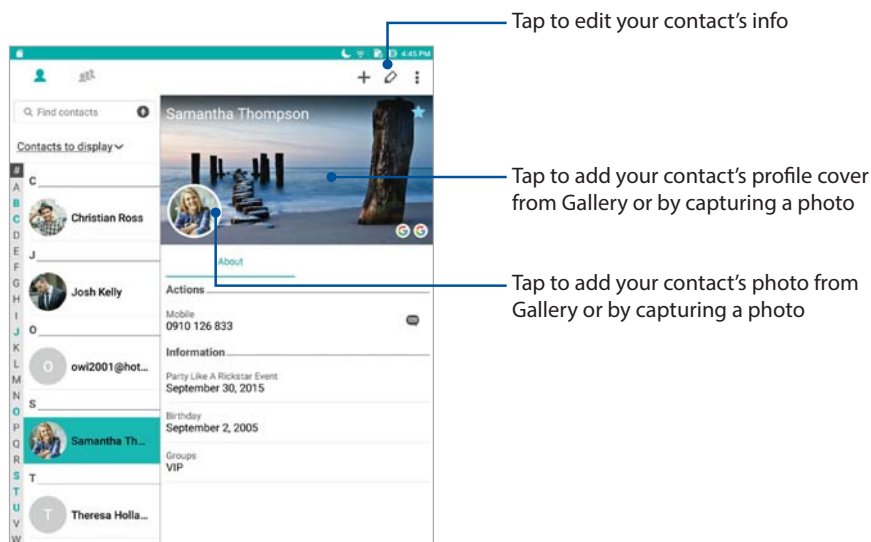 Tap to edit your contact’s info
4:45 PM
Find contacts
Samantha Thompson
Contacts to display
Tap to add your contact’s profile cover
from Gallery or by capturing a photo
#
A
B
C
D
E
F
G
H
I
J
K
L
M
N
O
P
Q
R
S
T
U
V
W
C
Christian Ross
J
Josh Kelly
O
O
owi2001@hot...
S
Samantha Th...
T
T
Theresa Holla...
G G
About
Tap to add your contact’s photo from
Gallery or by capturing a photo
Actions
Mobile
0910 126 833
Information
Party Like A Rickstar Event
September 30, 2015
Birthday
September 2, 2005
Groups
VIP